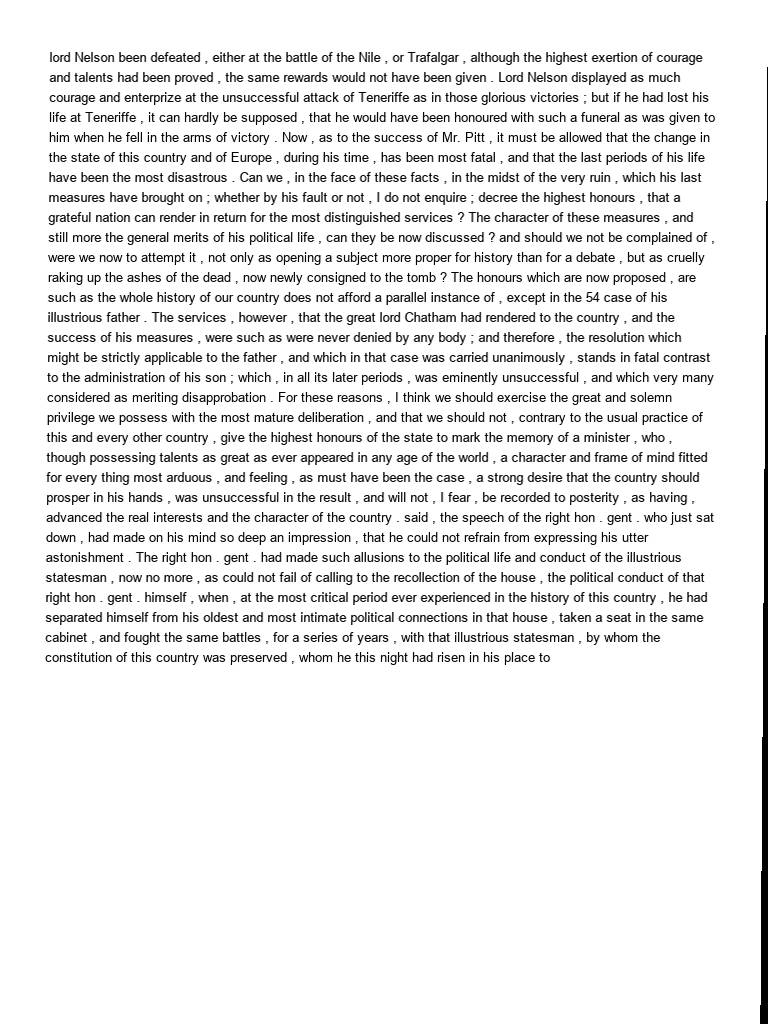 lord Nelson been defeated , either at the battle of the Nile , or Trafalgar , although the highest exertion of courage
and talents had been proved , the same rewards would not have been given . Lord Nelson displayed as much
courage and enterprize at the unsuccessful attack of Teneriffe as in those glorious victories ; but if he had lost his
life at Teneriffe , it can hardly be supposed , that he would have been honoured with such a funeral as was given to
him when he fell in the arms of victory . Now , as to the success of Mr. Pitt , it must be allowed that the change in
the state of this country and of Europe , during his time , has been most fatal , and that the last periods of his life
have been the most disastrous . Can we , in the face of these facts , in the midst of the very ruin , which his last
measures have brought on ; whether by his fault or not , I do not enquire ; decree the highest honours , that a
grateful nation can render in return for the most distinguished services ? The character of these measures , and
still more the general merits of his political life , can they be now discussed ? and should we not be complained of ,
were we now to attempt it , not only as opening a subject more proper for history than for a debate , but as cruelly
raking up the ashes of the dead , now newly consigned to the tomb ? The honours which are now proposed , are
such as the whole history of our country does not afford a parallel instance of , except in the 54 case of his
illustrious father . The services , however , that the great lord Chatham had rendered to the country , and the
success of his measures , were such as were never denied by any body ; and therefore , the resolution which
might be strictly applicable to the father , and which in that case was carried unanimously , stands in fatal contrast
to the administration of his son ; which , in all its later periods , was eminently unsuccessful , and which very many
considered as meriting disapprobation . For these reasons , I think we should exercise the great and solemn
privilege we possess with the most mature deliberation , and that we should not , contrary to the usual practice of
this and every other country , give the highest honours of the state to mark the memory of a minister , who ,
though possessing talents as great as ever appeared in any age of the world , a character and frame of mind fitted
for every thing most arduous , and feeling , as must have been the case , a strong desire that the country should
prosper in his hands , was unsuccessful in the result , and will not , I fear , be recorded to posterity , as having ,
advanced the real interests and the character of the country . said , the speech of the right hon . gent . who just sat
down , had made on his mind so deep an impression , that he could not refrain from expressing his utter
astonishment . The right hon . gent . had made such allusions to the political life and conduct of the illustrious
statesman , now no more , as could not fail of calling to the recollection of the house , the political conduct of that
right hon . gent . himself , when , at the most critical period ever experienced in the history of this country , he had
separated himself from his oldest and most intimate political connections in that house , taken a seat in the same
cabinet , and fought the same battles , for a series of years , with that illustrious statesman , by whom the
constitution of this country was preserved , whom he this night had risen in his place to